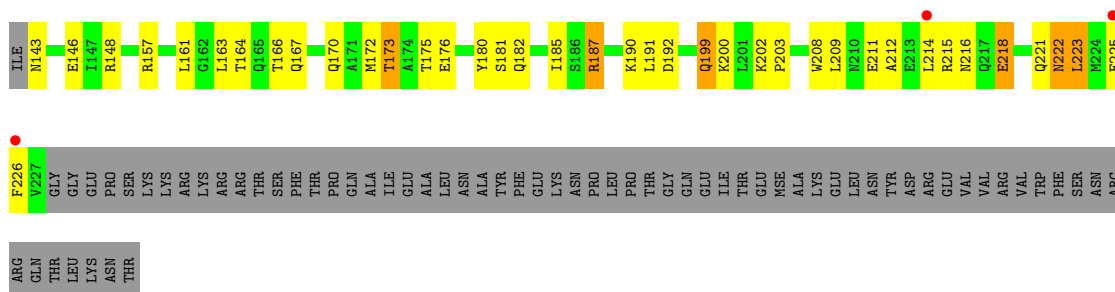 ILE N143 E146 I147 R148 R157 L161 G162 L163 T164 Q165 T166 Q167 Q170 A171 M172 T173 A174 T175 E176 Y180 S181 Q182 I185 S186 R187 K190 L191 D192 Q199 K200 L201 K202 P203 W208 L209 N210 E211 A212 E213 L214 R215 N216 Q217 E218 Q221 N222 L223 M224
F226 V227 GLY GLY GLU PRO SER LYS LYS ARG LYS ARG ARG THR SER PHE THR PRO GLN ALA ILE GLU ALA LEU ASN ALA TYR PHE GLU LYS ASN PRO LEU PRO THR GLY GLN GLU ILE THR GLU MSE ALA LYS GLU LEU ASN TYR ASP ARG GLU VAL VAL ARG VAL TRP PHE SER ASN ARG
ARG GLN THR LEU LYS ASN THR